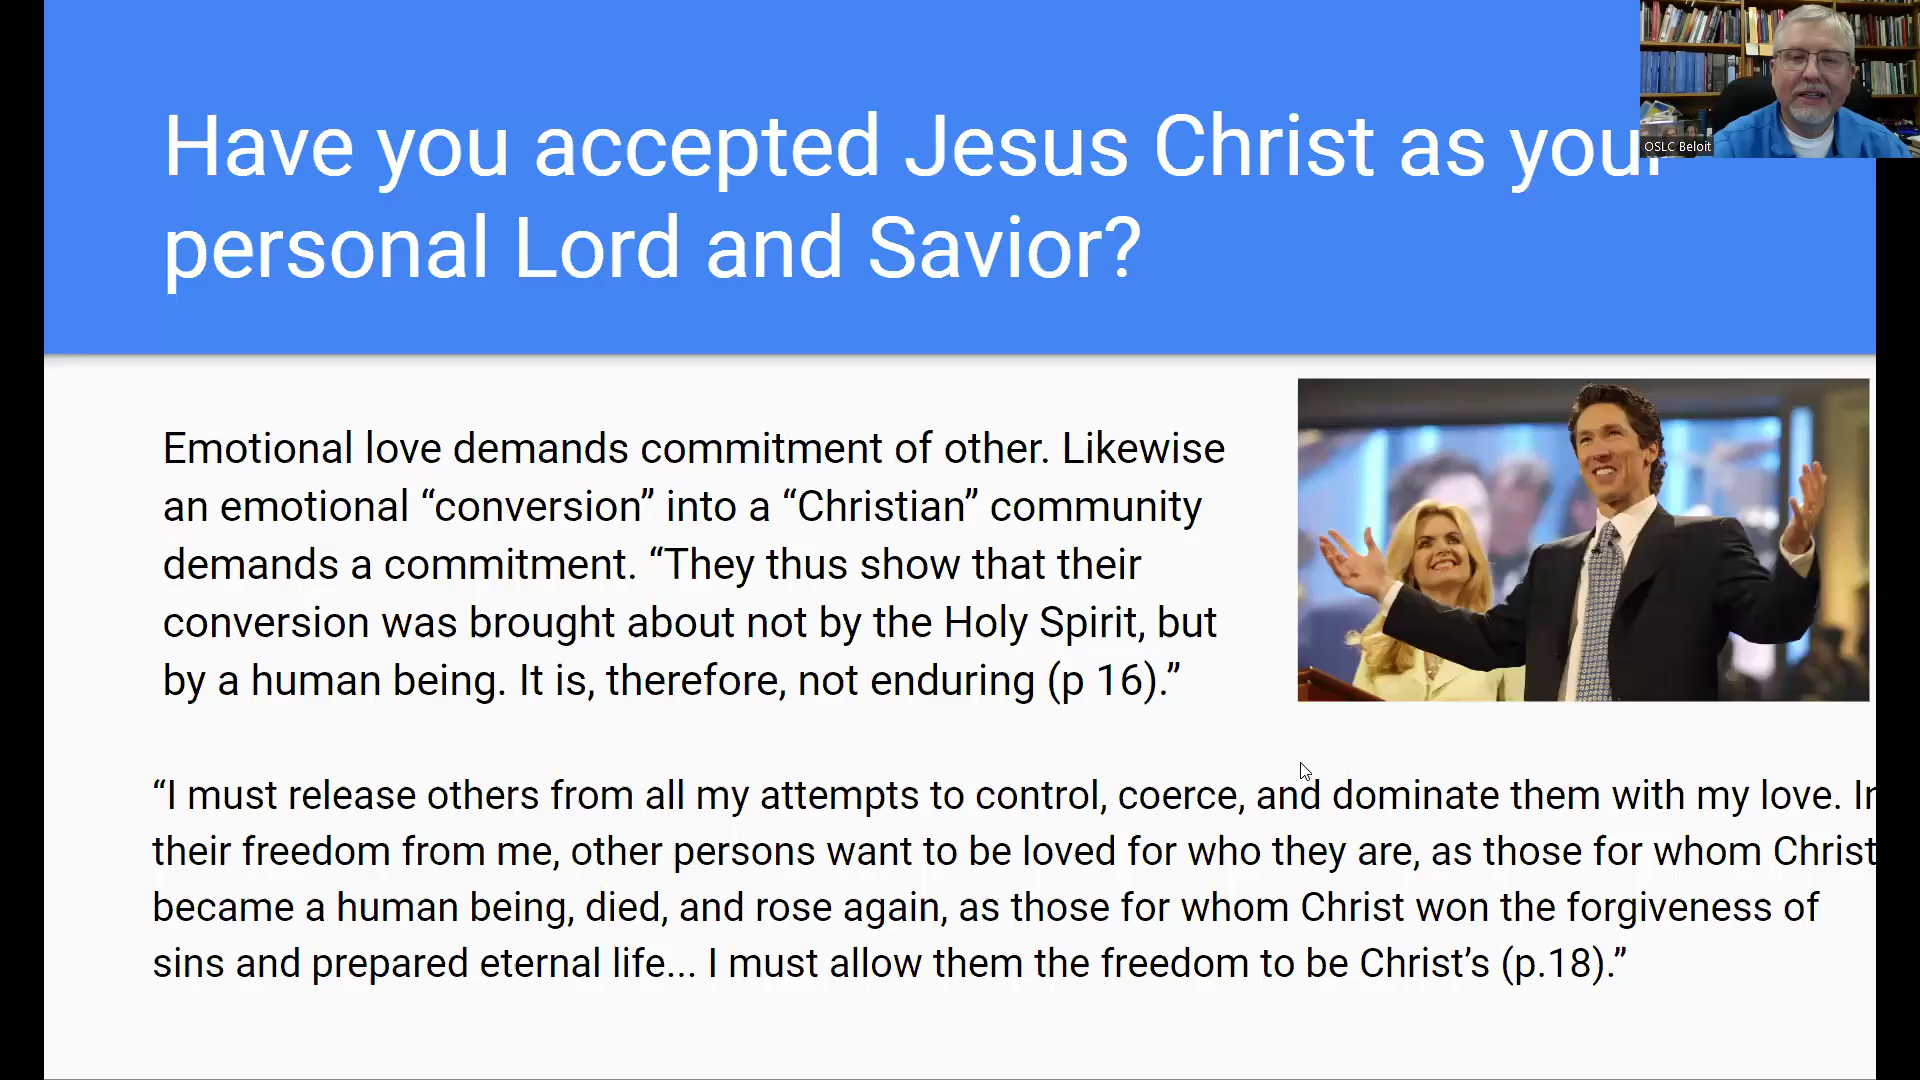 Have you accepted Jesus Christ as your
personal Lord and Savior?
OSLC Beloit
Emotional love demands commitment of other. Likewise
an emotional “conversion” into a “Christian” community
demands a commitment. “They thus show that their
conversion was brought about not by the Holy Spirit, but
by a human being. It is, therefore, not enduring (p 16).”
“I must release others from all my attempts to control, coerce, and dominate them with my love. In
their freedom from me, other persons want to be loved for who they are, as those for whom Christ
became a human being, died, and rose again, as those for whom Christ won the forgiveness of
sins and prepared eternal life... I must allow them the freedom to be Christ’s (p.18).”